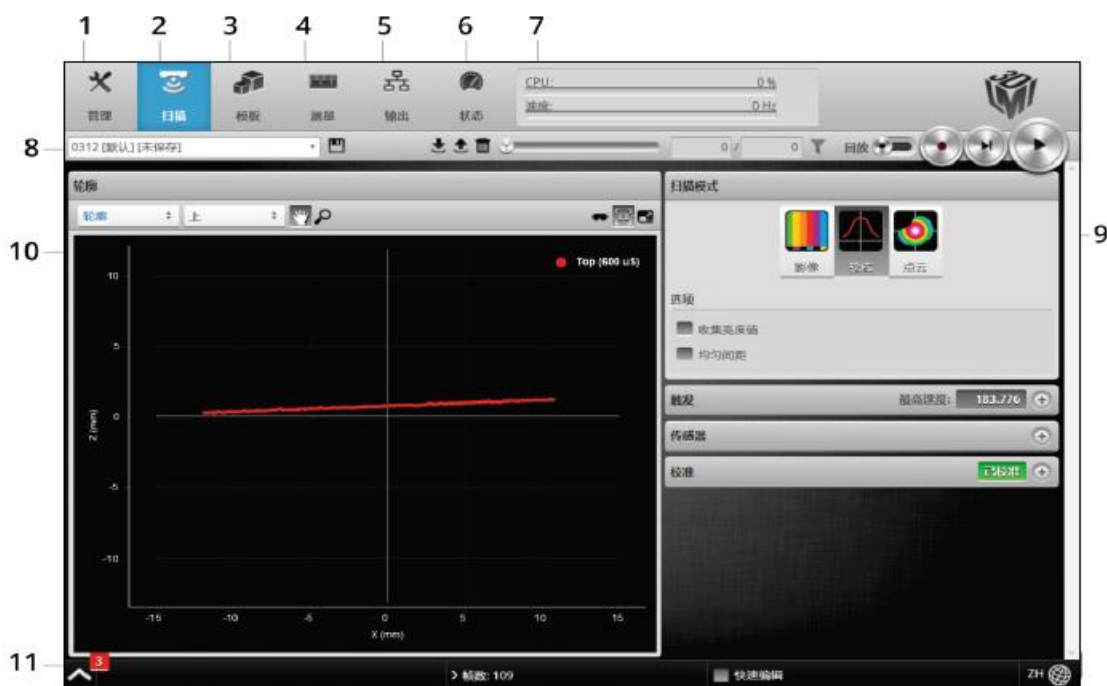 1 2 3 4 5 6 7
CPU: 0 %
速度: 0 Hz
管理 扫描 模板 测量 输出 状态
8
0312 [默认] [未保存]
0 / 0
回放
轮廓
扫描模式
轮廓 上
9
10
Top (600 uS)
影像 轮廓 点云
10
选项
收集亮度值
5
均匀间距
触发 最高速度: 183.776
0
Z (mm)
传感器
校准 已校准
-5
-10
-15 -10 -5 0 5 10 15
X (mm)
11
3
帧数: 109
快速编辑
ZH